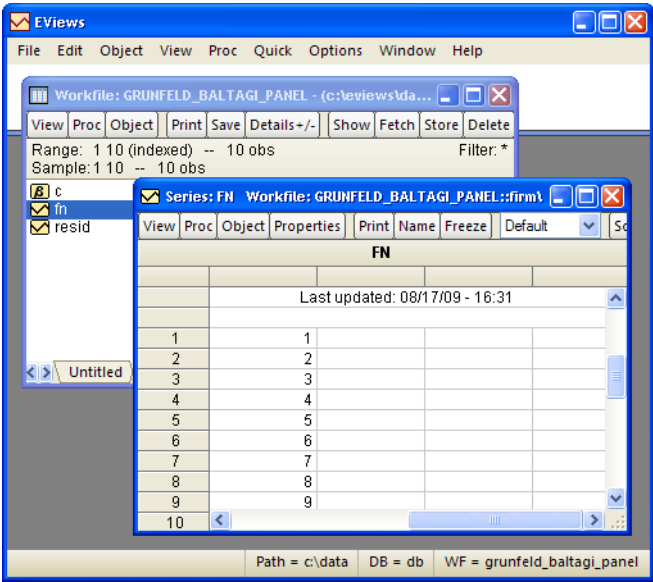 EViews
File Edit Object View Proc Quick Options Window Help
Workfile: GRUNFELD_BALTAGI_PANEL - (c:\eviews\da...
View Proc Object Print Save Details+/- Show Fetch Store Delete
Range: 1 10 (indexed) -- 10 obs Filter: *
Sample: 1 10 -- 10 obs
β c
fn
resid
Untitled
Series: FN Workfile: GRUNFELD_BALTAGI_PANEL::firm\
View Proc Object Properties Print Name Freeze Default
FN
Last updated: 08/17/09 - 16:31
1 1
2 2
3 3
4 4
5 5
6 6
7 7
8 8
9 9
10
Path = c:\data DB = db WF = grunfeld_baltagi_panel